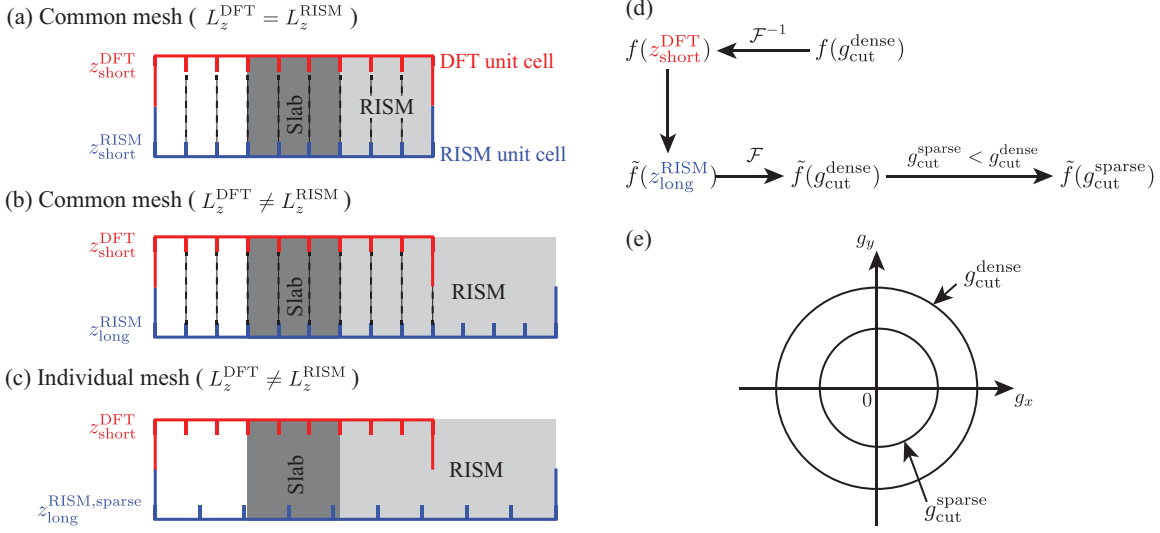 (a) Common mesh ( L_z^DFT = L_z^RISM )
z_short^DFT
DFT unit cell
Slab
RISM
z_short^RISM
RISM unit cell
(b) Common mesh ( L_z^DFT ≠ L_z^RISM )
z_short^DFT
Slab
RISM
z_long^RISM
(c) Individual mesh ( L_z^DFT ≠ L_z^RISM )
z_short^DFT
Slab
RISM
z_long^RISM,sparse
(d)
f(z_short^DFT) ℱ^−1 f(g_cut^dense)
f̃(z_long^RISM) ℱ f̃(g_cut^dense) g_cut^sparse < g_cut^dense f̃(g_cut^sparse)
(e)
g_y
g_cut^dense
0
g_x
g_cut^sparse